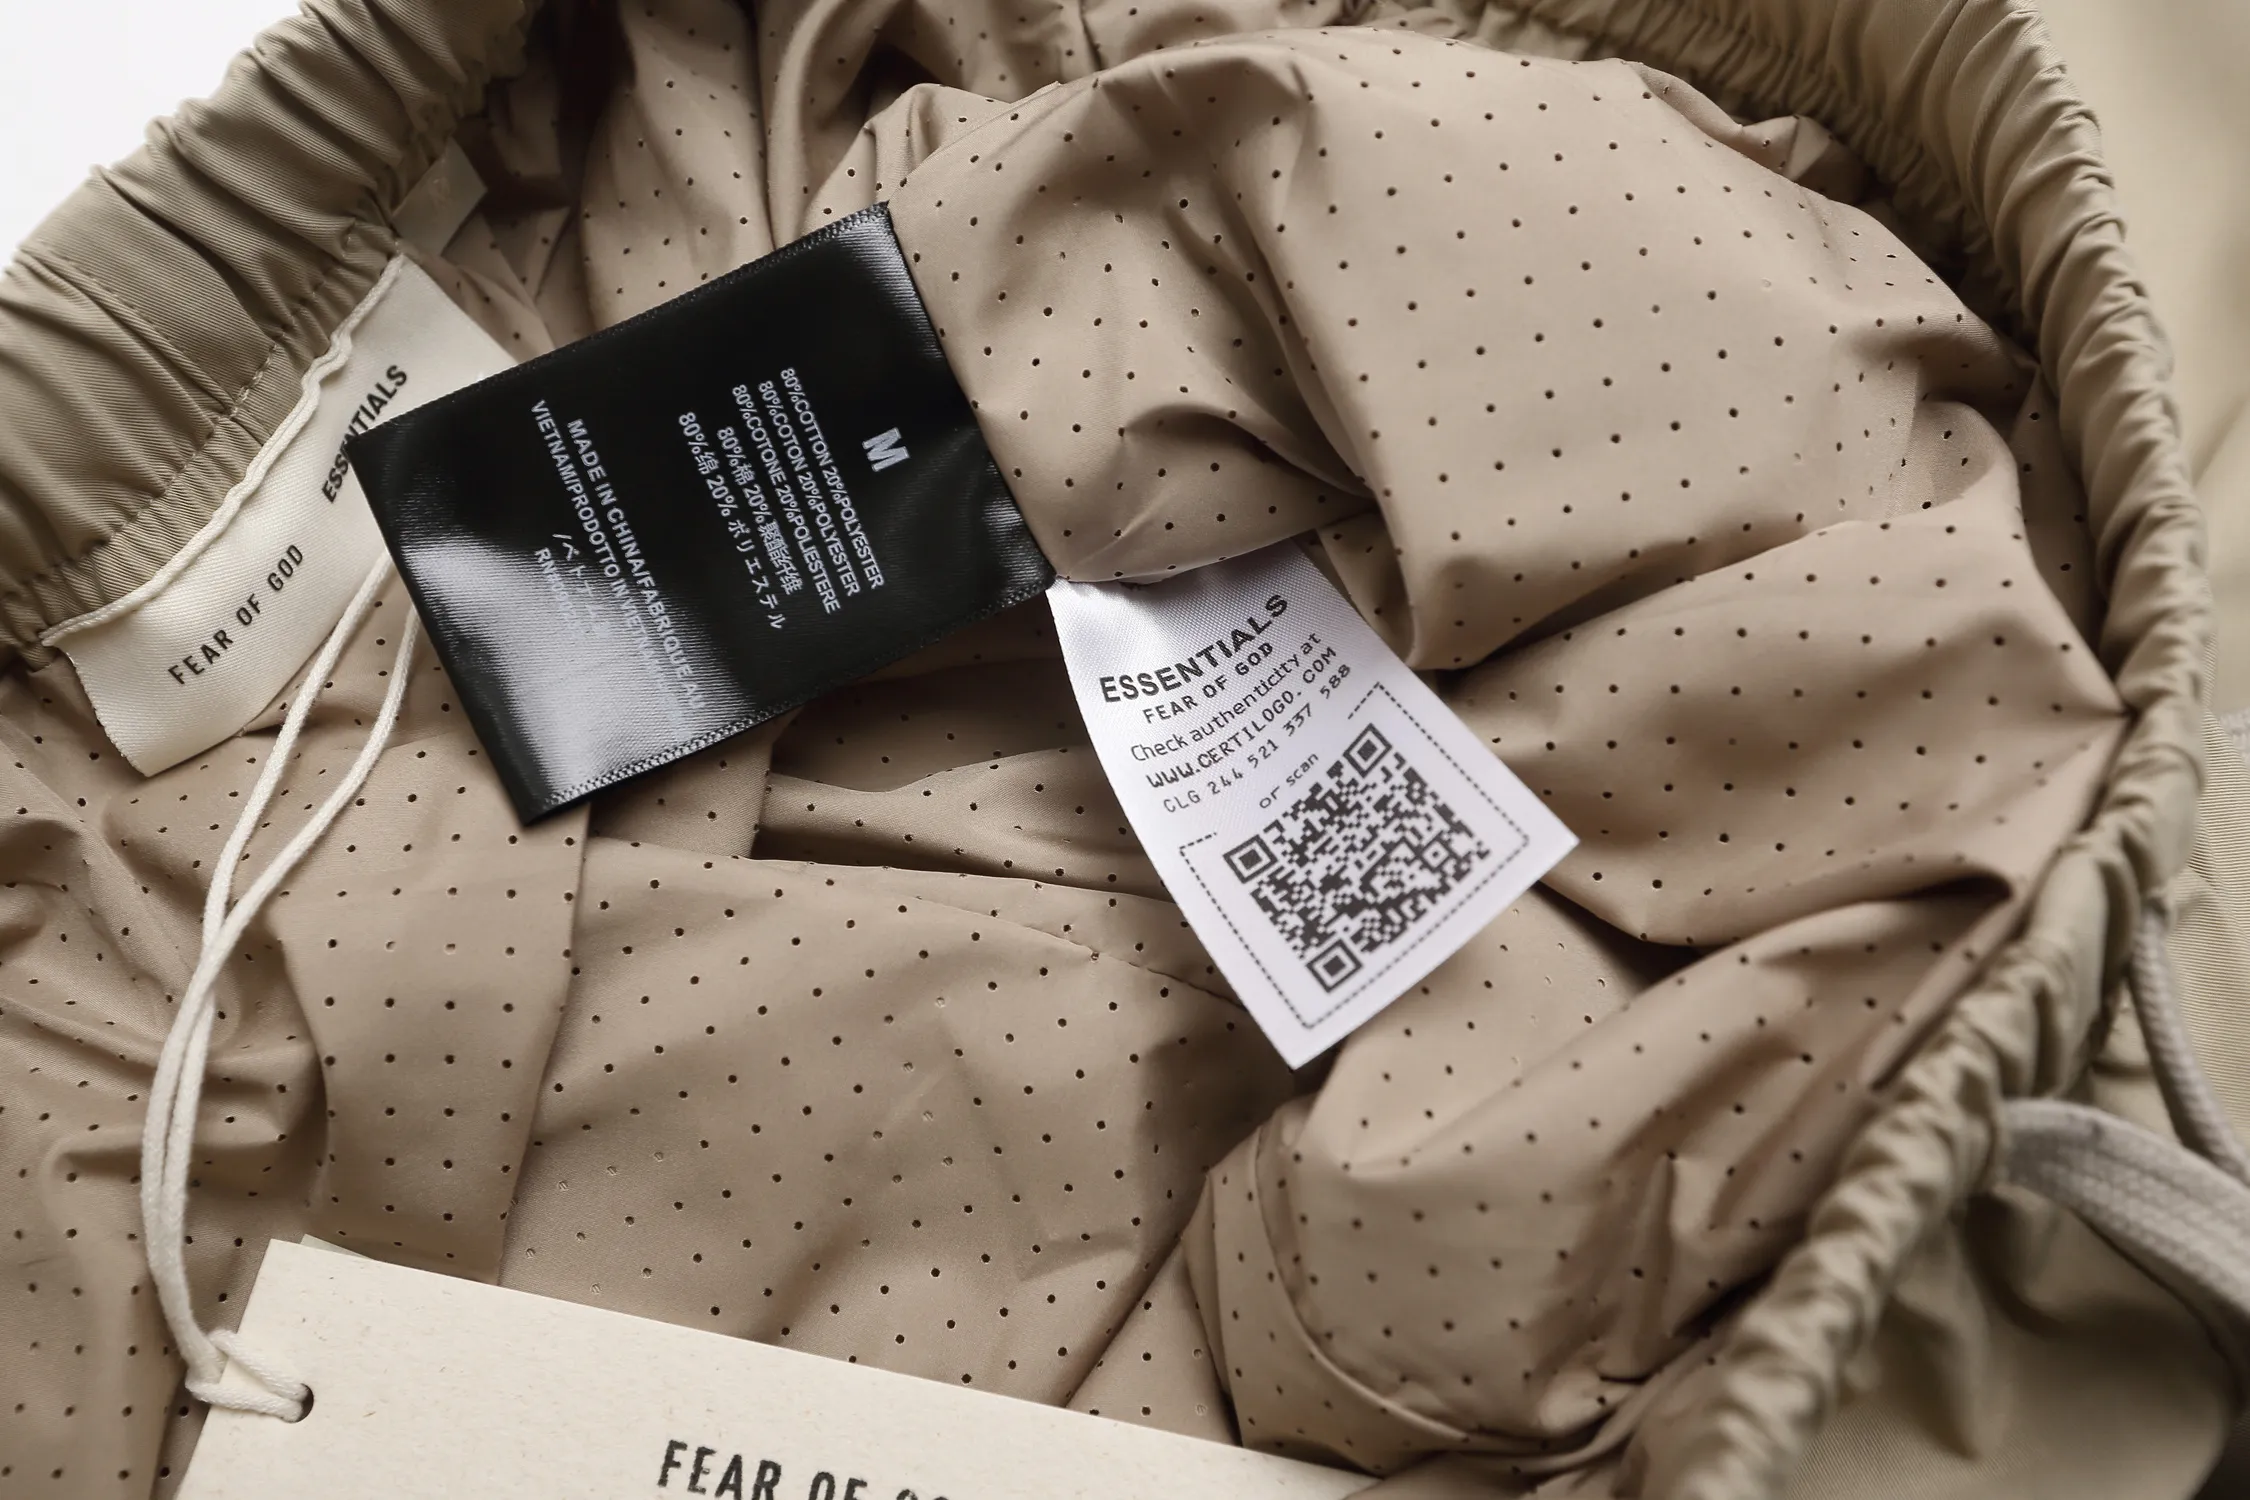 ESSENTIALS
FEAR OF GOD
M
80%COTTON 20%POLYESTER
80%COTON 20%POLYESTER
80%COTONE 20%POLIESTERE
80%棉 20%聚酯纤维
80%绵 20% ポリエステル
MADE IN CHINA/FABRIQUE AU
VIETNAM/PRODOTTO IN
ESSENTIALS
FEAR OF GOD
Check authenticity at
WWW.CERTILOGO.COM
CLG 244 521 337 588
or scan
FEAR OF